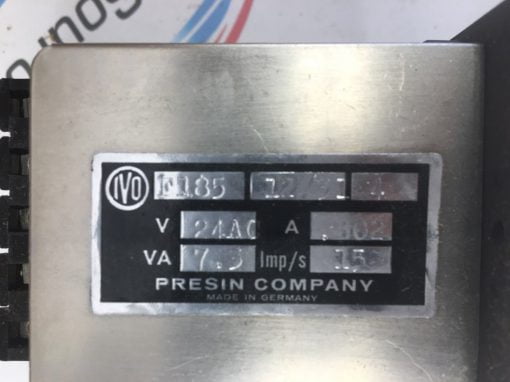 IVO F185
V 24AC A .302
VA 7.3 Imp/s 15
PRESIN COMPANY
MADE IN GERMANY